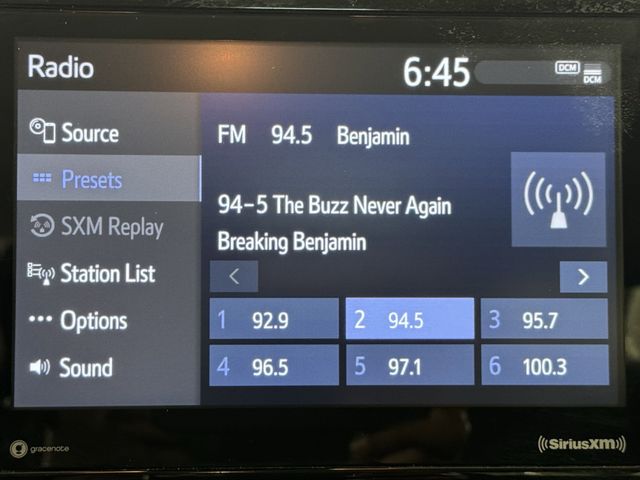 Radio
6:45
DCM
DCM
Source
Presets
SXM Replay
Station List
Options
Sound
FM 94.5 Benjamin
94-5 The Buzz Never Again
Breaking Benjamin
1 92.9
2 94.5
3 95.7
4 96.5
5 97.1
6 100.3
gracenote
SiriusXM